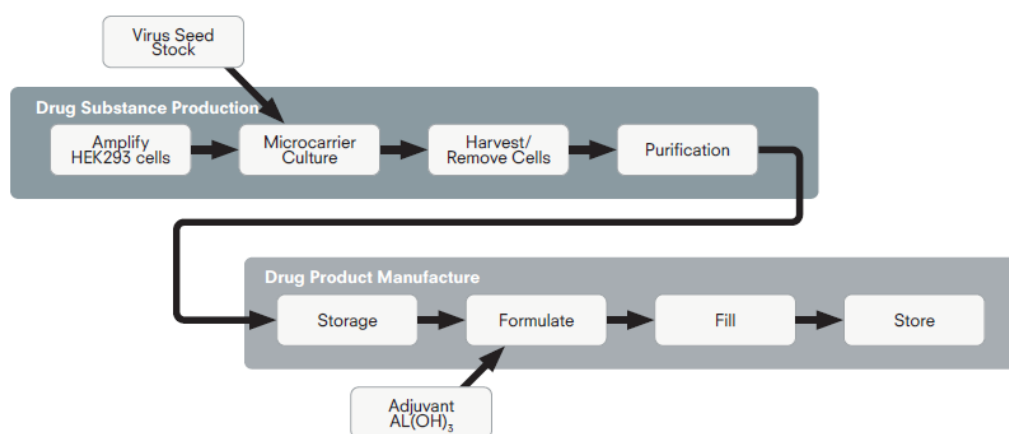 Virus Seed
Stock
Drug Substance Production
Amplify
HEK293 cells
Microcarrier
Culture
Harvest/
Remove Cells
Purification
Drug Product Manufacture
Storage
Formulate
Fill
Store
Adjuvant
AL(OH)₃